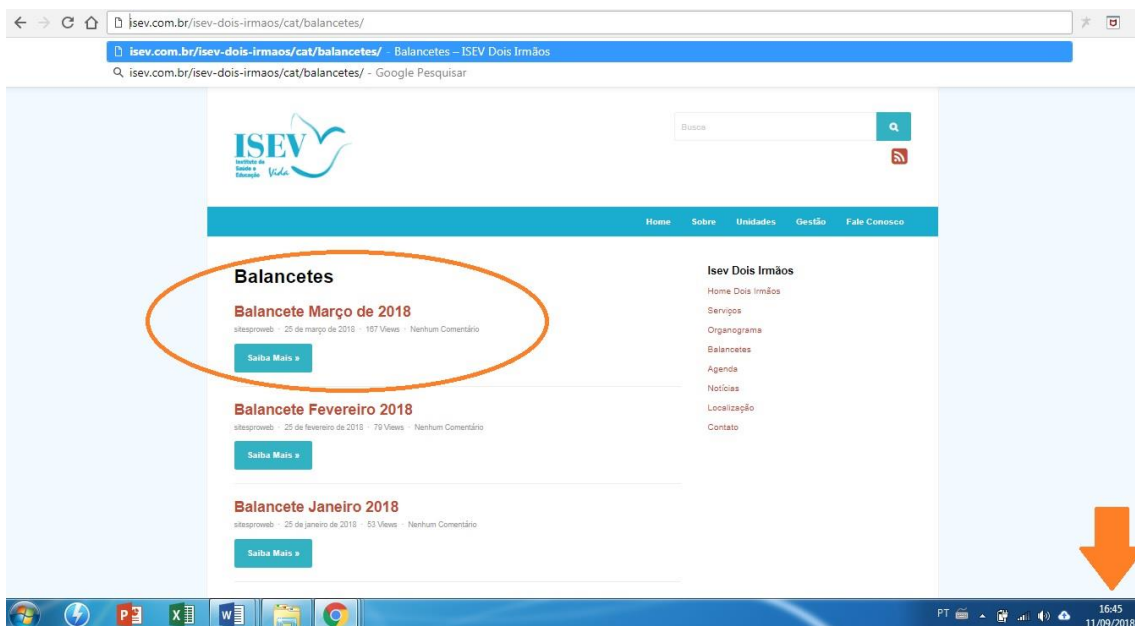 isev.com.br/isev-dois-irmaos/cat/balancetes/
isev.com.br/isev-dois-irmaos/cat/balancetes/ - Balancetes – ISEV Dois Irmãos
isev.com.br/isev-dois-irmaos/cat/balancetes/ - Google Pesquisar
ISEV
Instituto de
Saúde e
Educação Vida
Busca
Home Sobre Unidades Gestão Fale Conosco
Balancetes
Balancete Março de 2018
sitesproweb · 25 de março de 2018 · 167 Views · Nenhum Comentário
Saiba Mais »
Balancete Fevereiro 2018
sitesproweb · 25 de fevereiro de 2018 · 79 Views · Nenhum Comentário
Saiba Mais »
Balancete Janeiro 2018
sitesproweb · 25 de janeiro de 2018 · 53 Views · Nenhum Comentário
Saiba Mais »
Isev Dois Irmãos
Home Dois Irmãos
Serviços
Organograma
Balancetes
Agenda
Notícias
Localização
Contato
PT
16:45
11/09/2018